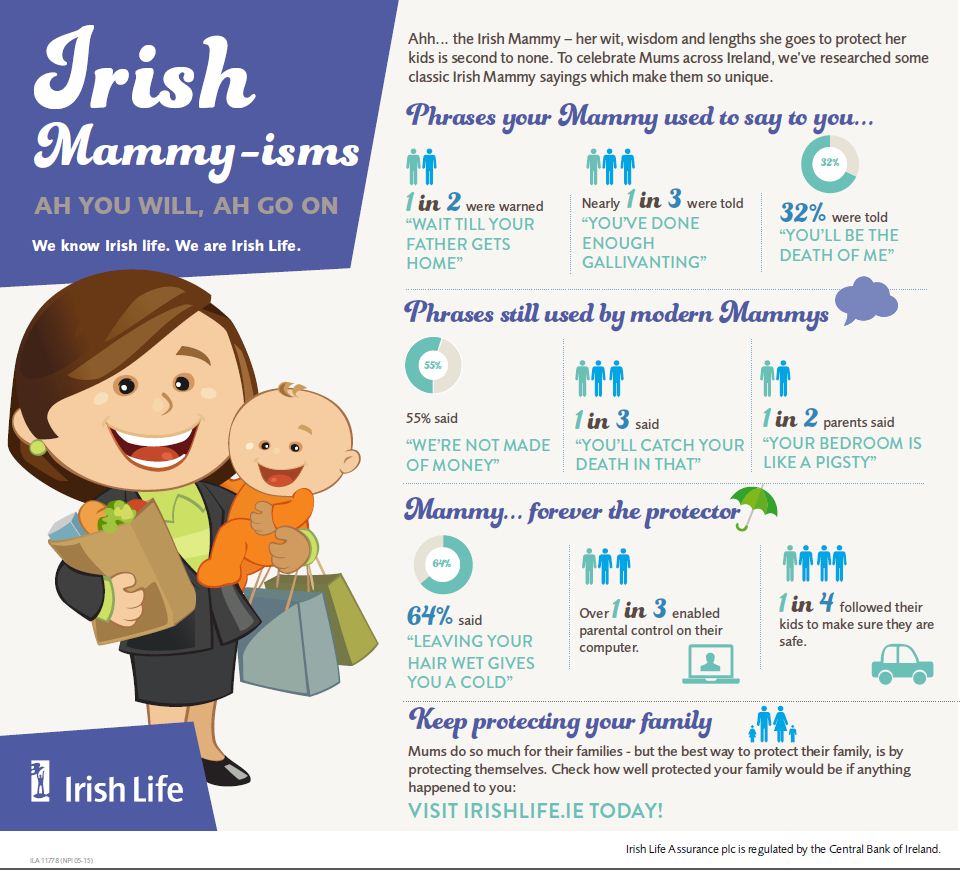 Irish
Mammy-isms
AH YOU WILL, AH GO ON
We know Irish life. We are Irish Life.
Ahh... the Irish Mammy – her wit, wisdom and lengths she goes to protect her
kids is second to none. To celebrate Mums across Ireland, we've researched some
classic Irish Mammy sayings which make them so unique.
Phrases your Mammy used to say to you...
1 in 2 were warned
“WAIT TILL YOUR
FATHER GETS
HOME”
Nearly 1 in 3 were told
“YOU’VE DONE
ENOUGH
GALLIVANTING”
32%
32% were told
“YOU’LL BE THE
DEATH OF ME”
Phrases still used by modern Mammys
55%
55% said
“WE’RE NOT MADE
OF MONEY”
1 in 3 said
“YOU’LL CATCH YOUR
DEATH IN THAT”
1 in 2 parents said
“YOUR BEDROOM IS
LIKE A PIGSTY”
Mammy... forever the protector
64%
64% said
“LEAVING YOUR
HAIR WET GIVES
YOU A COLD”
Over 1 in 3 enabled
parental control on their
computer.
1 in 4 followed their
kids to make sure they are
safe.
Keep protecting your family
Mums do so much for their families - but the best way to protect their family, is by
protecting themselves. Check how well protected your family would be if anything
happened to you:
VISIT IRISHLIFE.IE TODAY!
Irish Life
Irish Life Assurance plc is regulated by the Central Bank of Ireland.
ILA 11778 (NPI 05-15)